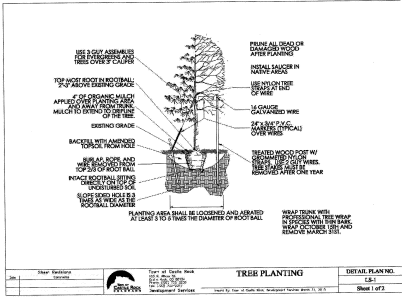 USE 3 GUY ASSEMBLIES
FOR EVERGREENS AND
TREES OVER 3" CALIPER
TOP MOST ROOT IN ROOTBALL;
2"-3" ABOVE EXISTING GRADE
4" OF ORGANIC MULCH
APPLIED OVER PLANTING AREA
AND AWAY FROM TRUNK.
MULCH TO EXTEND TO DRIPLINE
OF THE TREE.
EXISTING GRADE
BACKFILL WITH AMENDED
TOPSOIL FROM HOLE
BURLAP, ROPE, AND
WIRE REMOVED FROM
TOP 2/3 OF ROOT BALL
INTACT ROOTBALL SITTING
DIRECTLY ON TOP OF
UNDISTURBED SOIL
SLOPE SIDED HOLE IS 3
TIMES AS WIDE AS THE
ROOTBALL DIAMETER
PRUNE ALL DEAD OR
DAMAGED WOOD
AFTER PLANTING
INSTALL SAUCER IN
NATIVE AREAS
USE NYLON TREE
STRAPS AT END
OF WIRE
16 GAUGE
GALVANIZED WIRE
24" x 3/4" P.V.C.
MARKERS (TYPICAL)
OVER WIRES
TREATED WOOD POST W/
GROMMETED NYLON
STRAPS. USE 2 GUY WIRES.
TREE STAKES MUST BE
REMOVED AFTER ONE YEAR
PLANTING AREA SHALL BE LOOSENED AND AERATED
AT LEAST 3 TO 5 TIMES THE DIAMETER OF ROOT BALL
WRAP TRUNK WITH
PROFESSIONAL TREE WRAP
IN SPECIES WITH THIN BARK,
WRAP OCTOBER 15TH AND
REMOVE MARCH 31ST.
Sheet Revisions
Date
Comments
Town of Castle Rock
Development Services
TREE PLANTING
DETAIL PLAN NO.
LS-1
Sheet 1 of 2